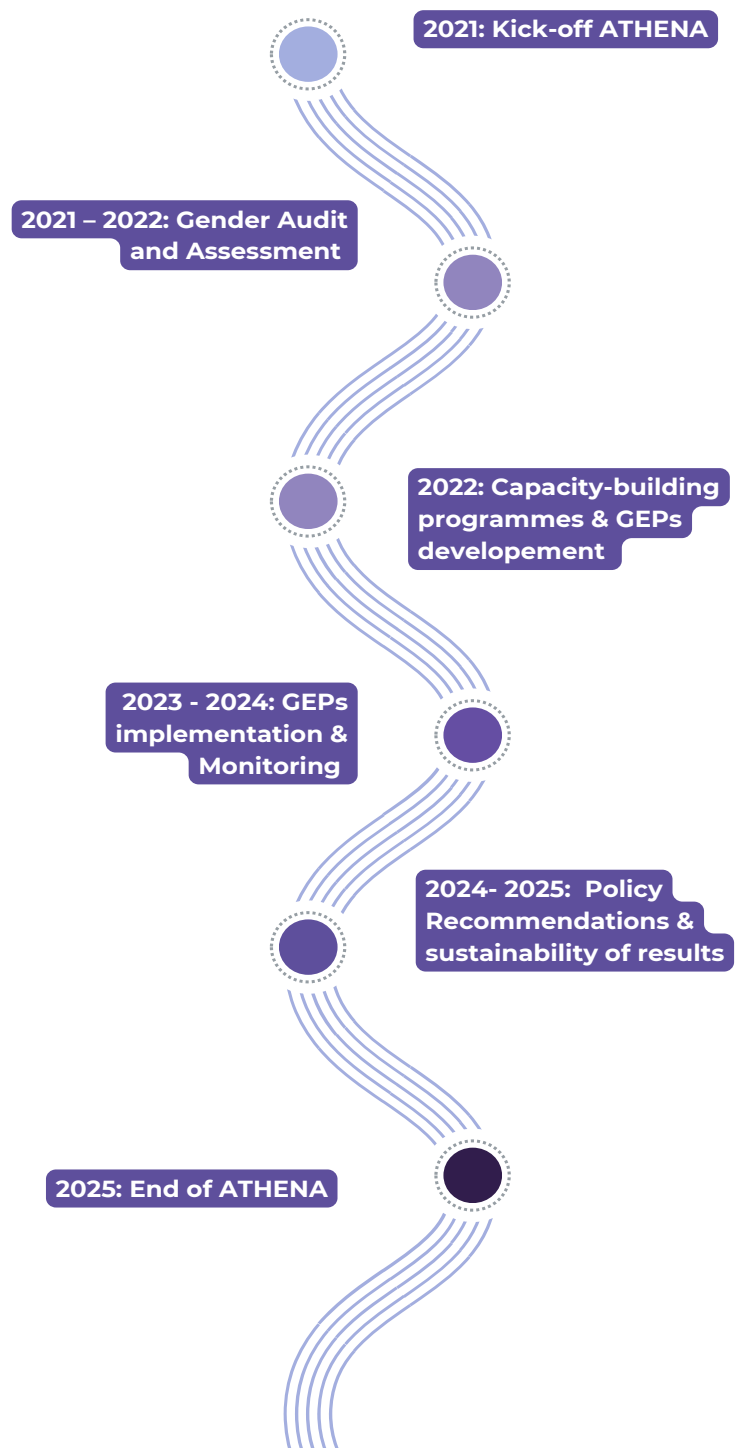 2021: Kick-off ATHENA
2021 – 2022: Gender Audit
and Assessment
2022: Capacity-building
programmes & GEPs
developement
2023 - 2024: GEPs
implementation &
Monitoring
2024- 2025:  Policy
Recommendations &
sustainability of results
2025: End of ATHENA